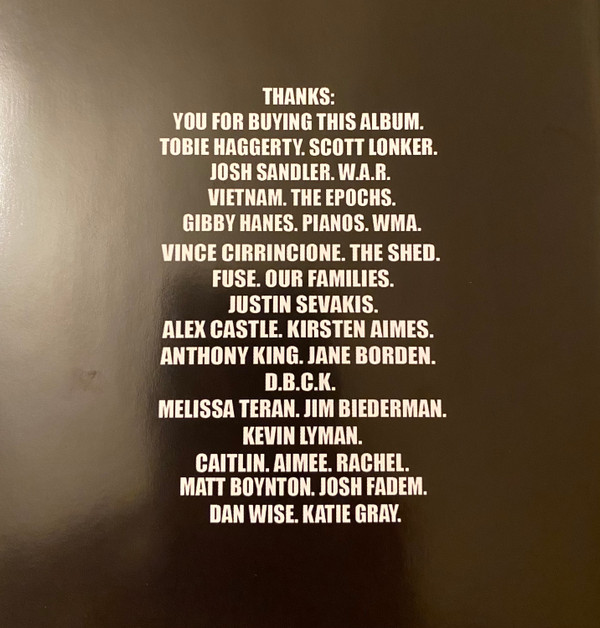 THANKS:
YOU FOR BUYING THIS ALBUM.
TOBIE HAGGERTY. SCOTT LONKER.
JOSH SANDLER. W.A.R.
VIETNAM. THE EPOCHS.
GIBBY HANES. PIANOS. WMA.
VINCE CIRRINCIONE. THE SHED.
FUSE. OUR FAMILIES.
JUSTIN SEVAKIS.
ALEX CASTLE. KIRSTEN AIMES.
ANTHONY KING. JANE BORDEN.
D.B.C.K.
MELISSA TERAN. JIM BIEDERMAN.
KEVIN LYMAN.
CAITLIN. AIMEE. RACHEL.
MATT BOYNTON. JOSH FADEM.
DAN WISE. KATIE GRAY.